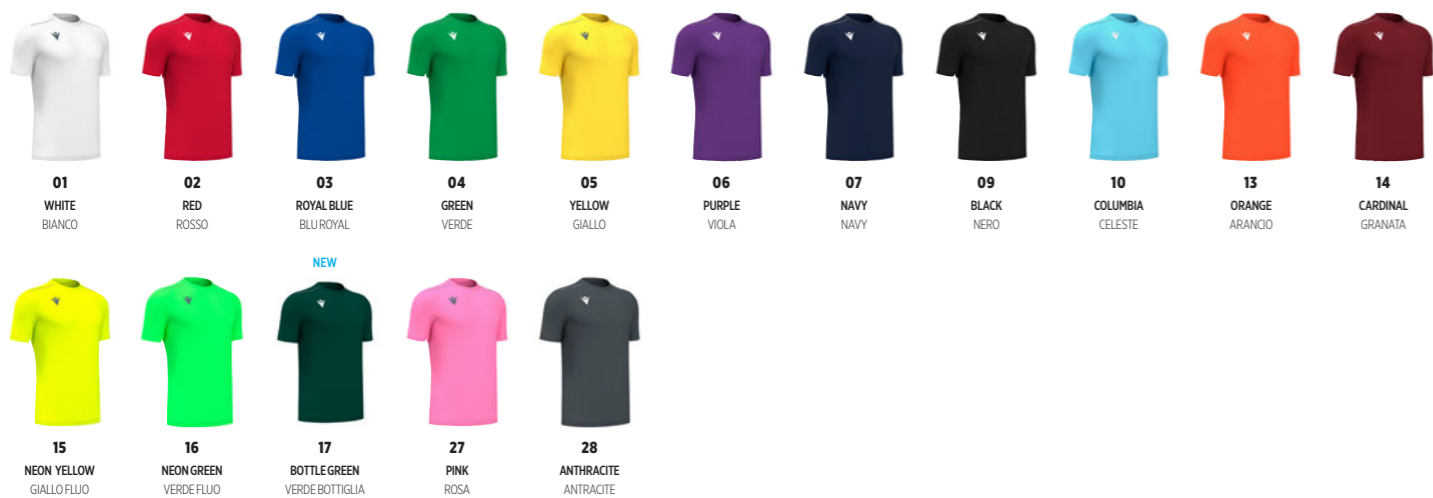 01 02 03 04 05 06 07 09 10 13 14
WHITE RED ROYAL BLUE GREEN YELLOW PURPLE NAVY BLACK COLUMBIA ORANGE CARDINAL
BIANCO ROSSO BLU ROYAL VERDE GIALLO VIOLA NAVY NERO CELESTE ARANCIO GRANATA
NEW
15 16 17 27 28
NEON YELLOW NEON GREEN BOTTLE GREEN PINK ANTHRACITE
GIALLO FLUO VERDE FLUO VERDE BOTTIGLIA ROSA ANTRACITE